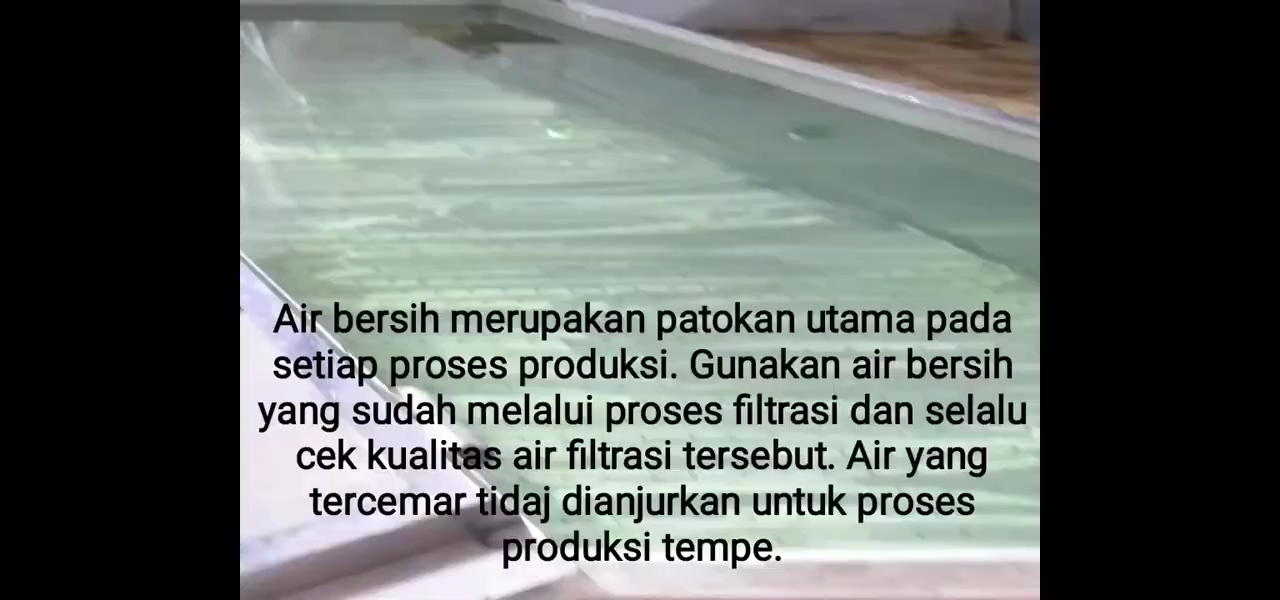 Air bersih merupakan patokan utama pada
setiap proses produksi. Gunakan air bersih
yang sudah melalui proses filtrasi dan selalu
cek kualitas air filtrasi tersebut. Air yang
tercemar tidaj dianjurkan untuk proses
produksi tempe.